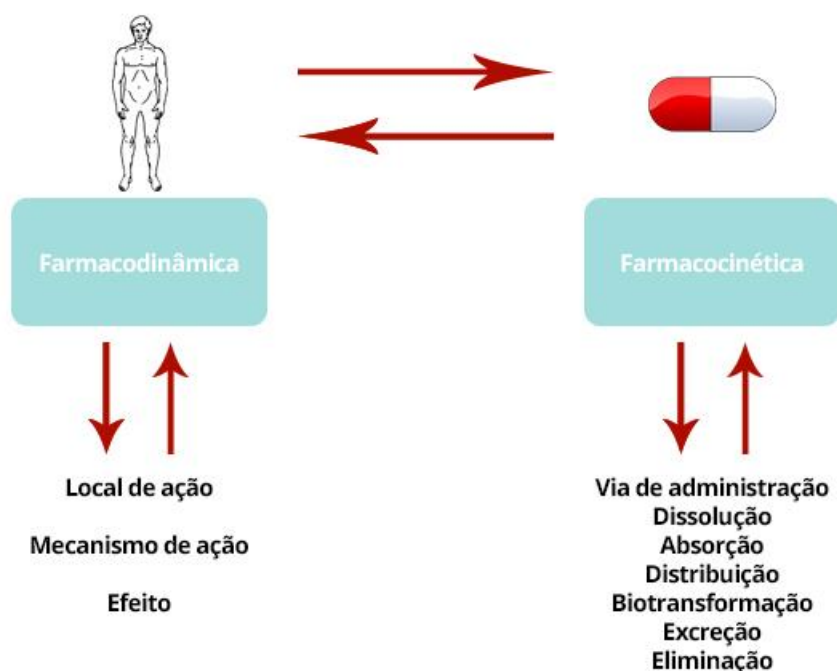 Farmacodinâmica
Farmacocinética
Local de ação
Mecanismo de ação
Efeito
Via de administração
Dissolução
Absorção
Distribuição
Biotransformação
Excreção
Eliminação